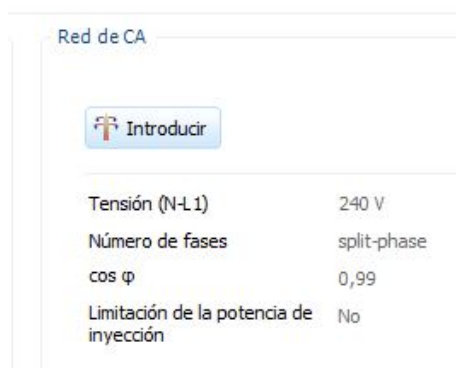 Red de CA
Introducir
Tensión (N-L1) 240 V
Número de fases split-phase
cos φ 0,99
Limitación de la potencia de No
inyección